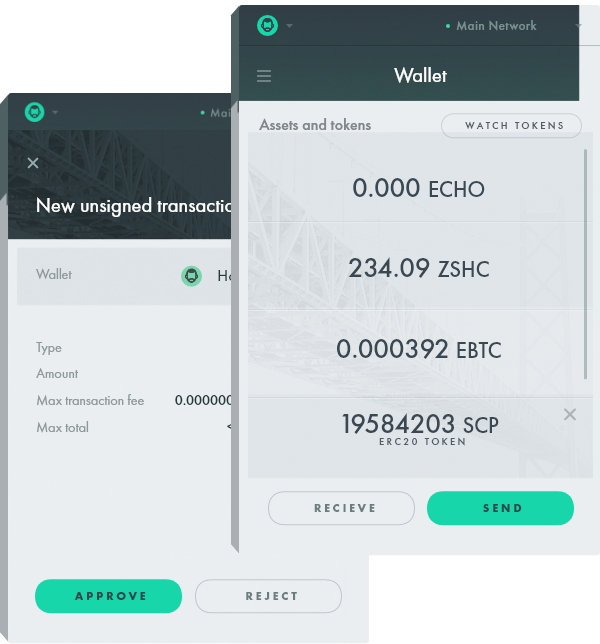 Main Network
Wallet
Assets and tokens
WATCH TOKENS
0.000 ECHO
234.09 ZSHC
0.000392 EBTC
19584203 SCP
ERC20 TOKEN
RECIEVE
SEND
Mai
New unsigned transactio
Wallet
Ho
Type
Amount
Max transaction fee 0.000000
Max total <
APPROVE
REJECT